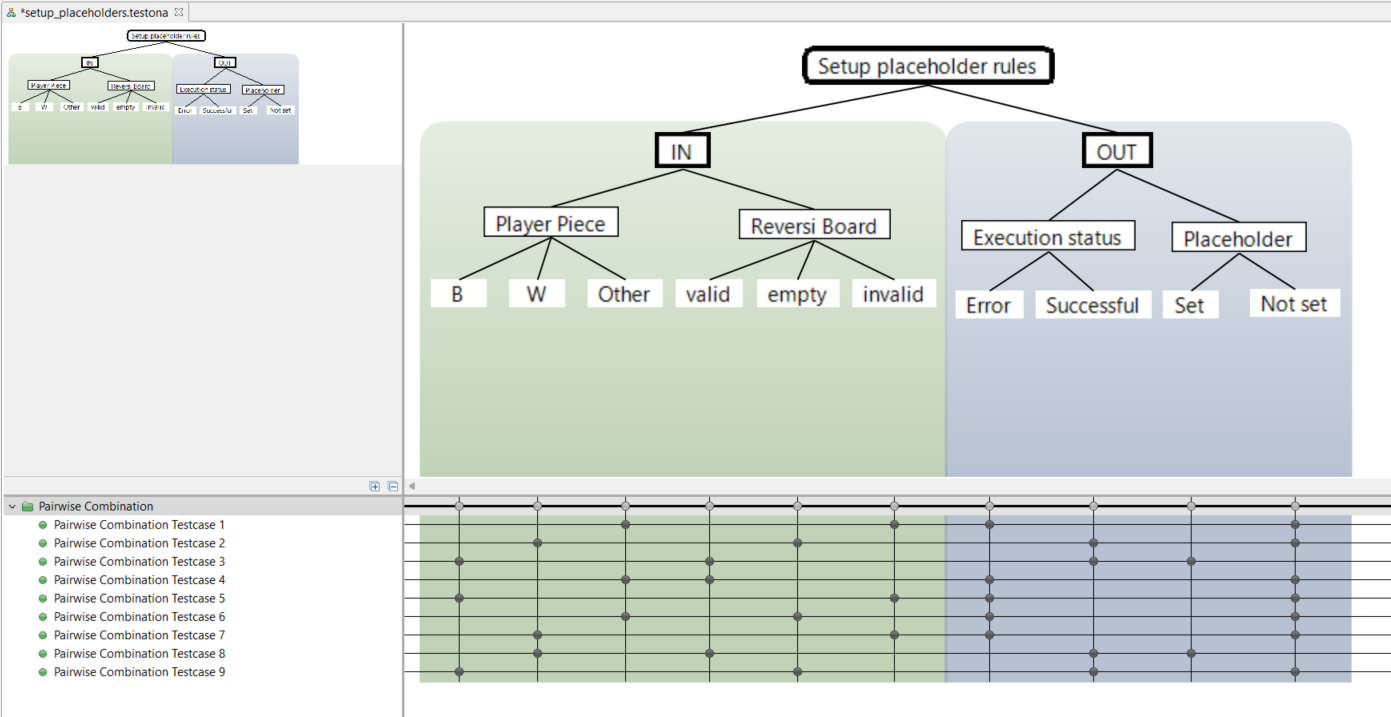 *setup_placeholders.testona
Setup placeholder rules
IN
OUT
Player Piece
Reversi Board
Execution status
Placeholder
B
W
Other
valid
empty
invalid
Error
Successful
Set
Not set
Setup placeholder rules
IN
OUT
Player Piece
Reversi Board
Execution status
Placeholder
B
W
Other
valid
empty
invalid
Error
Successful
Set
Not set
Pairwise Combination
Pairwise Combination Testcase 1
Pairwise Combination Testcase 2
Pairwise Combination Testcase 3
Pairwise Combination Testcase 4
Pairwise Combination Testcase 5
Pairwise Combination Testcase 6
Pairwise Combination Testcase 7
Pairwise Combination Testcase 8
Pairwise Combination Testcase 9